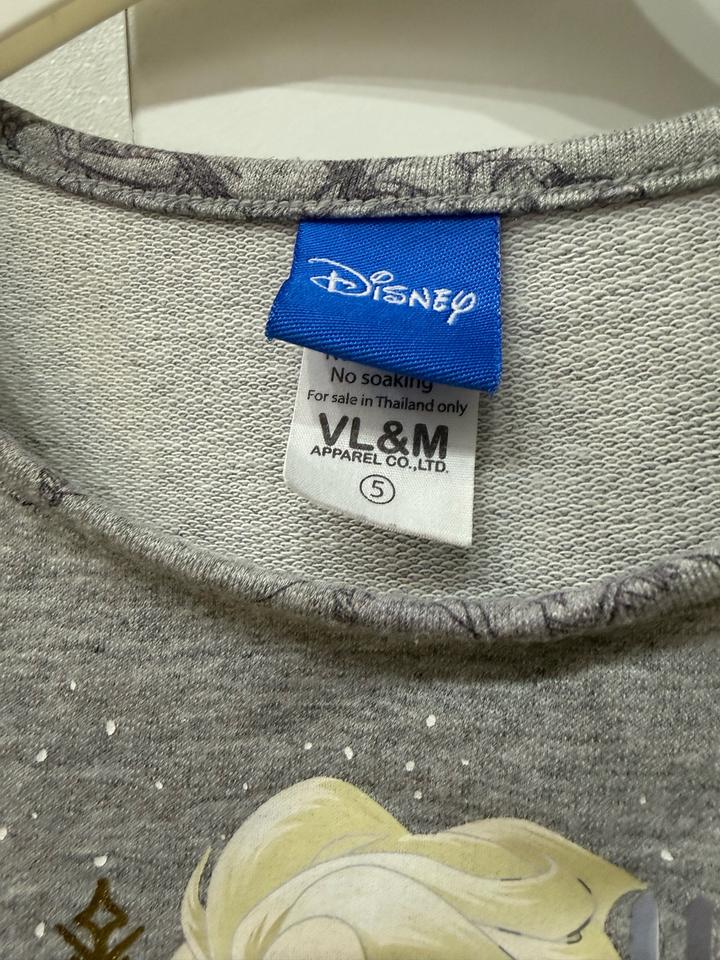 Disney
No soaking
For sale in Thailand only
VL&M
APPAREL CO.,LTD.
5